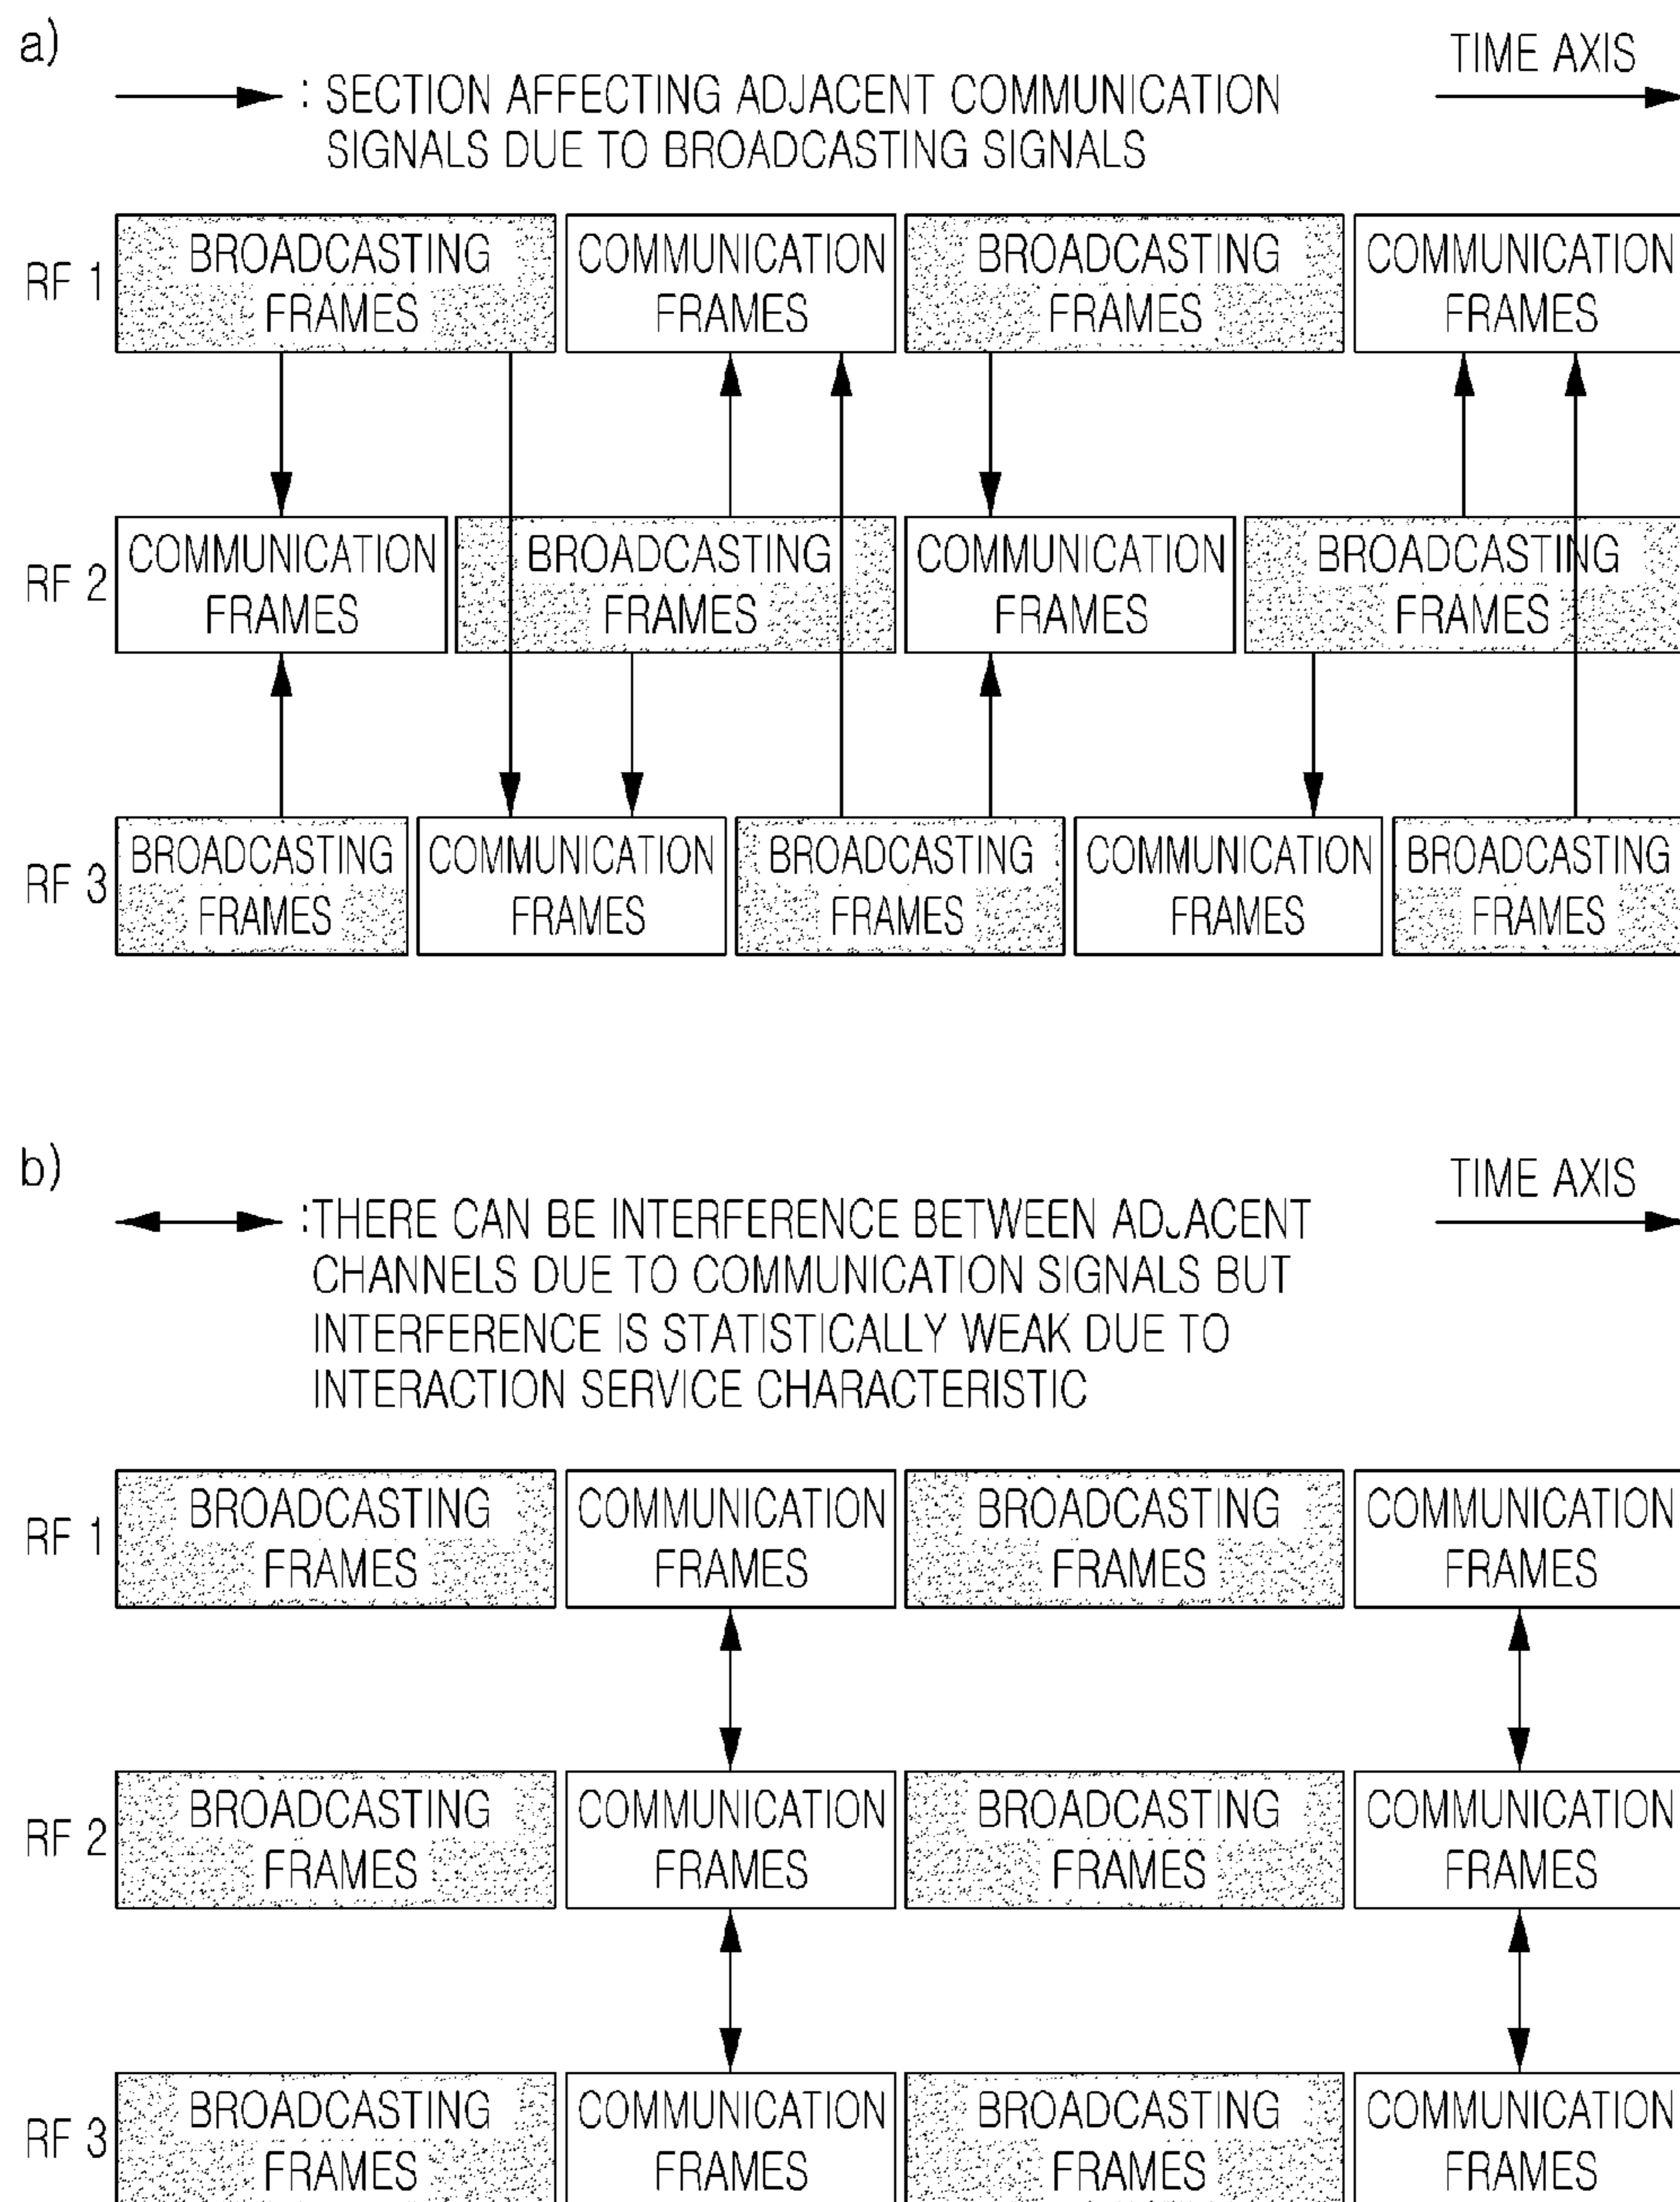 a)
TIME AXIS
: SECTION AFFECTING ADJACENT COMMUNICATION
SIGNALS DUE TO BROADCASTING SIGNALS
RF 1
BROADCASTING
FRAMES
COMMUNICATION
FRAMES
BROADCASTING
FRAMES
COMMUNICATION
FRAMES
RF 2
COMMUNICATION
FRAMES
BROADCASTING
FRAMES
COMMUNICATION
FRAMES
BROADCASTING
FRAMES
RF 3
BROADCASTING
FRAMES
COMMUNICATION
FRAMES
BROADCASTING
FRAMES
COMMUNICATION
FRAMES
BROADCASTING
FRAMES
b)
TIME AXIS
:THERE CAN BE INTERFERENCE BETWEEN ADJACENT
CHANNELS DUE TO COMMUNICATION SIGNALS BUT
INTERFERENCE IS STATISTICALLY WEAK DUE TO
INTERACTION SERVICE CHARACTERISTIC
RF 1
BROADCASTING
FRAMES
COMMUNICATION
FRAMES
BROADCASTING
FRAMES
COMMUNICATION
FRAMES
RF 2
BROADCASTING
FRAMES
COMMUNICATION
FRAMES
BROADCASTING
FRAMES
COMMUNICATION
FRAMES
RF 3
BROADCASTING
FRAMES
COMMUNICATION
FRAMES
BROADCASTING
FRAMES
COMMUNICATION
FRAMES